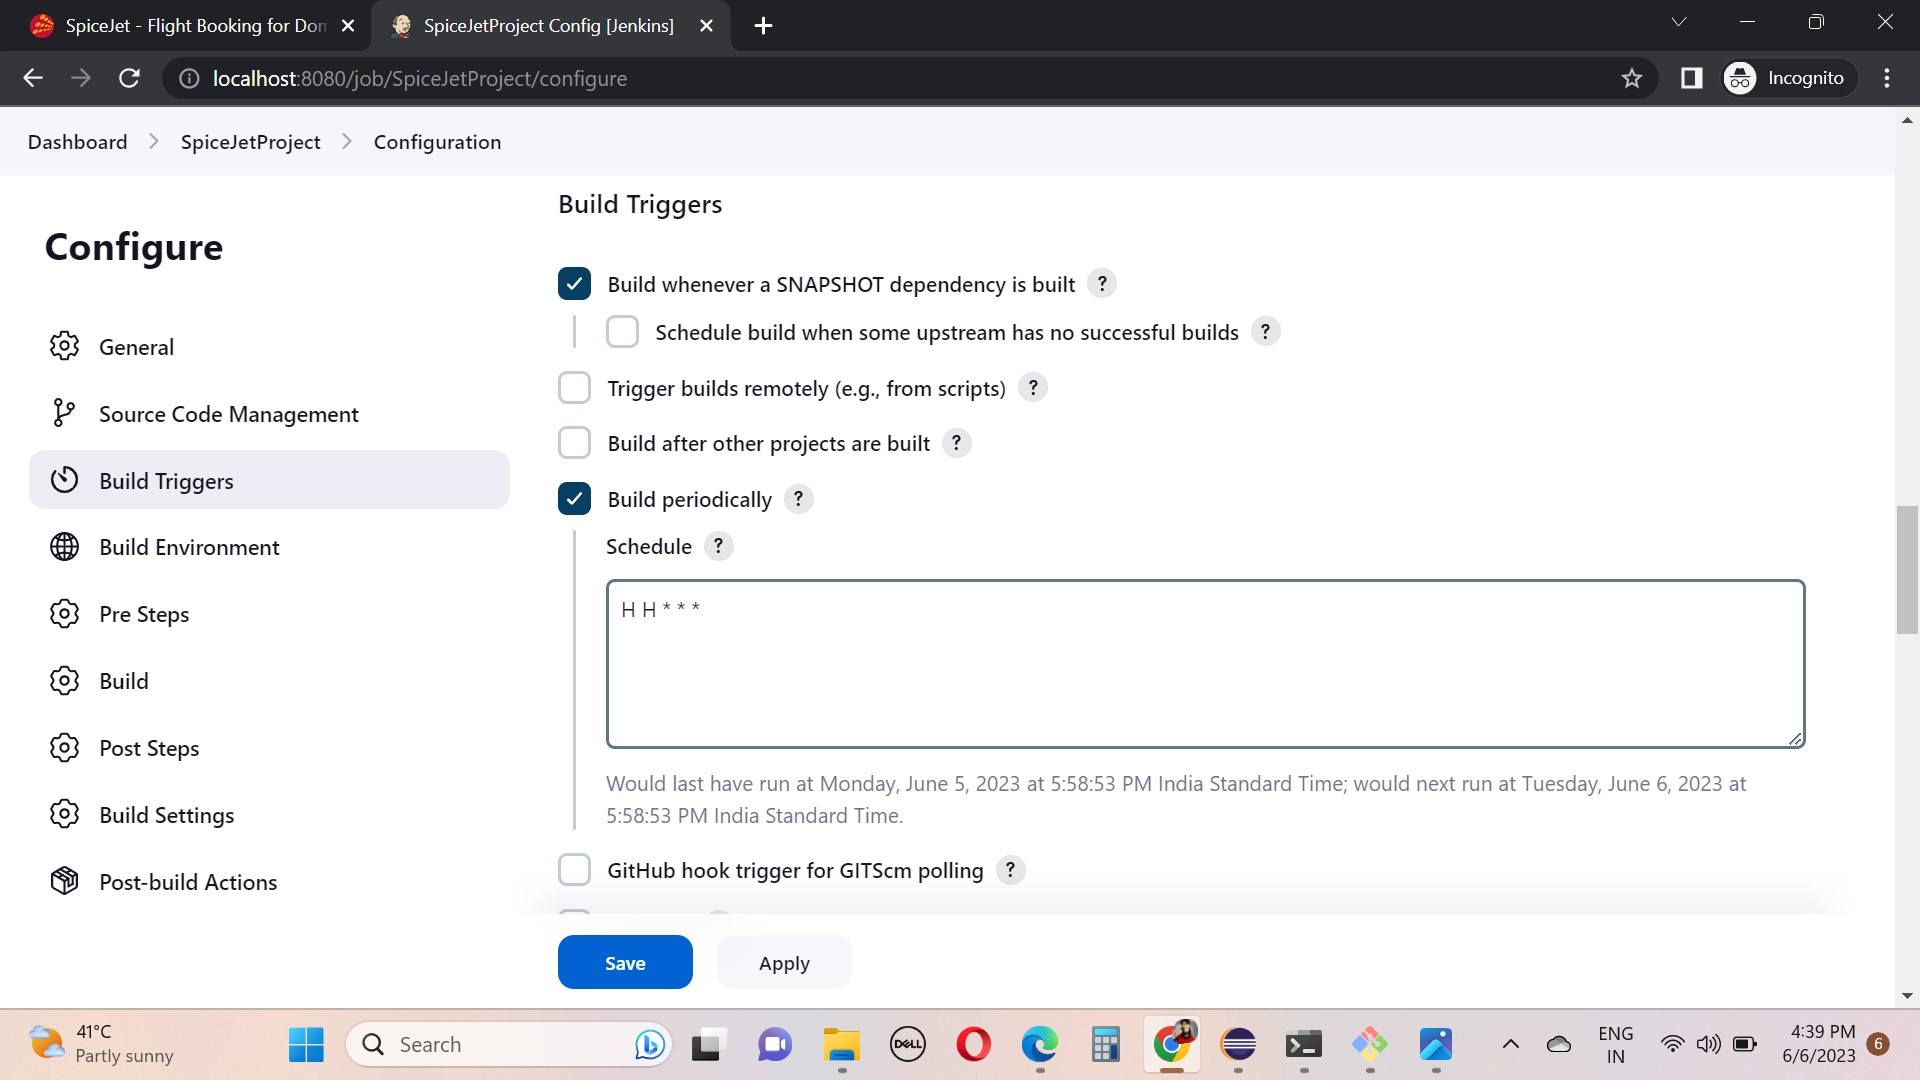 SpiceJet - Flight Booking for Don
SpiceJetProject Config [Jenkins]
localhost:8080/job/SpiceJetProject/configure
Incognito
Dashboard
SpiceJetProject
Configuration
Configure
General
Source Code Management
Build Triggers
Build Environment
Pre Steps
Build
Post Steps
Build Settings
Post-build Actions
Build Triggers
Build whenever a SNAPSHOT dependency is built ?
Schedule build when some upstream has no successful builds ?
Trigger builds remotely (e.g., from scripts) ?
Build after other projects are built ?
Build periodically ?
Schedule ?
H H * * *
Would last have run at Monday, June 5, 2023 at 5:58:53 PM India Standard Time; would next run at Tuesday, June 6, 2023 at
5:58:53 PM India Standard Time.
GitHub hook trigger for GITScm polling ?
Save
Apply
41°C
Partly sunny
Search
DELL
ENG
IN
4:39 PM
6/6/2023
6